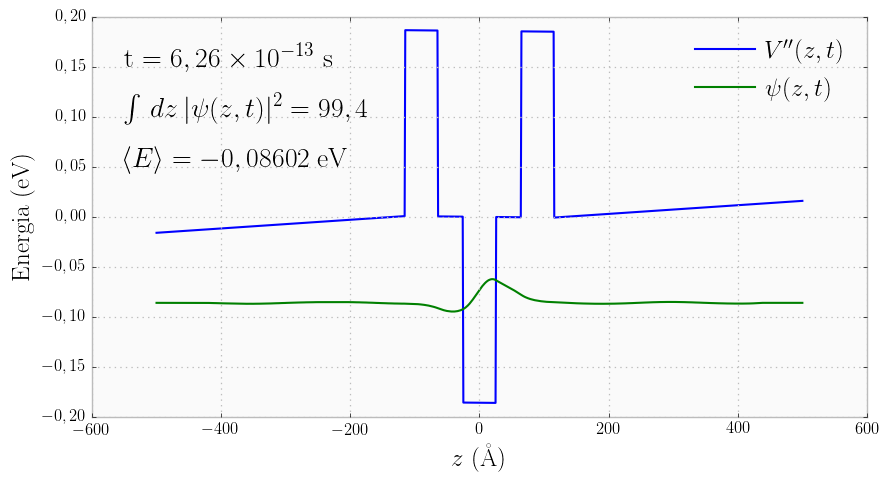 t = 6,26 × 10⁻¹³ s
∫ dz |ψ(z, t)|² = 99,4
⟨E⟩ = −0,08602 eV
V″(z, t)
ψ(z, t)
Energia (eV)
0,20
0,15
0,10
0,05
0,00
−0,05
−0,10
−0,15
−0,20
−600 −400 −200 0 200 400 600
z (Å)